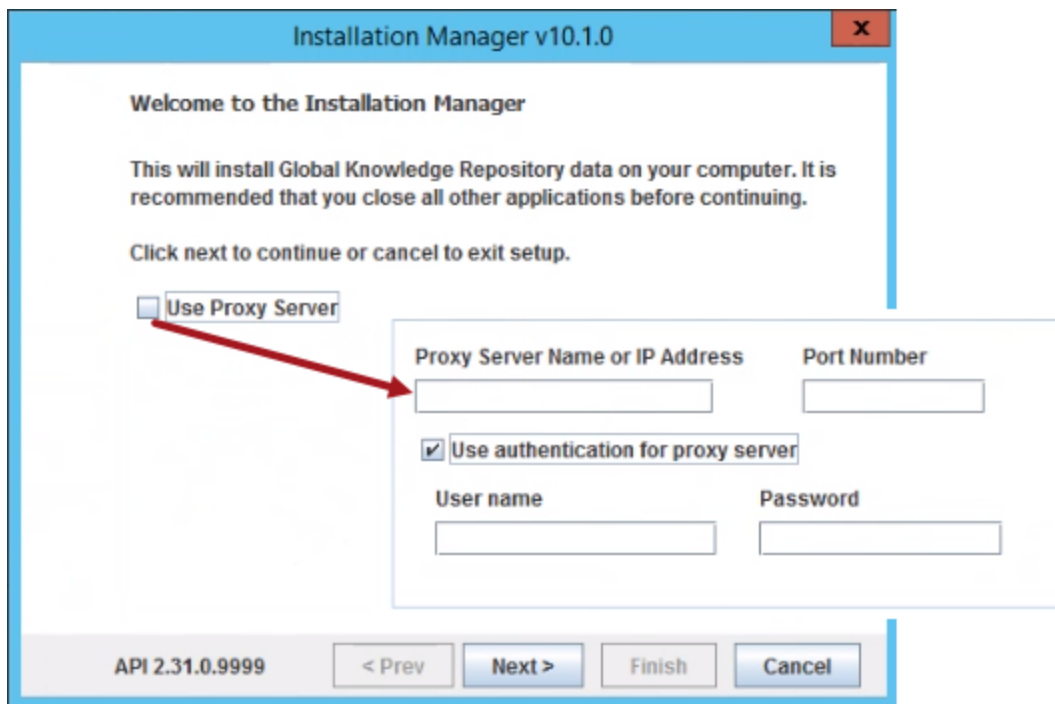 Installation Manager v10.1.0
x
Welcome to the Installation Manager
This will install Global Knowledge Repository data on your computer. It is
recommended that you close all other applications before continuing.
Click next to continue or cancel to exit setup.
Use Proxy Server
Proxy Server Name or IP Address Port Number
Use authentication for proxy server
User name Password
API 2.31.0.9999 < Prev Next > Finish Cancel